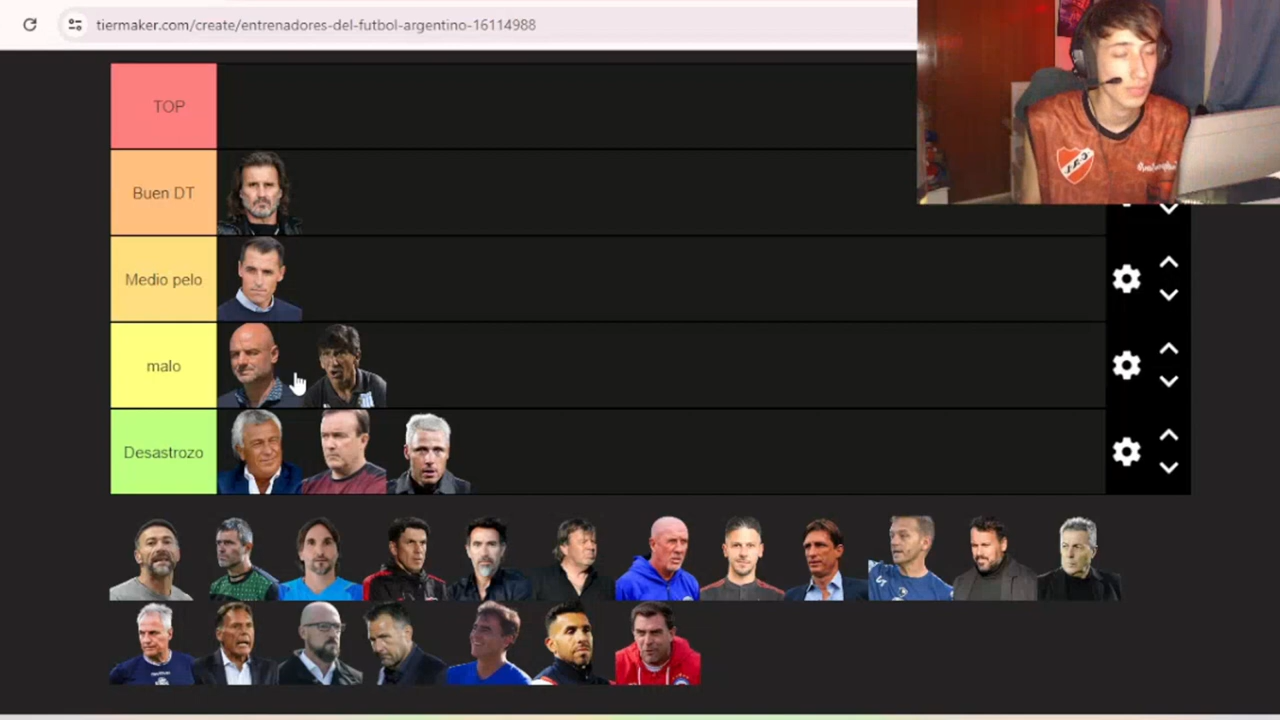 tiermaker.com/create/entrenadores-del-futbol-argentino-16114988
TOP
Buen DT
Medio pelo
malo
Desastrozo